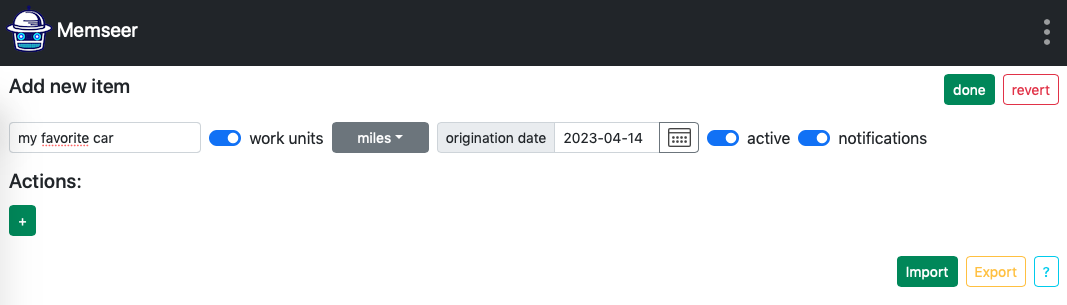 Memseer
Add new item
done
revert
my favorite car
work units
miles
origination date
2023-04-14
active
notifications
Actions:
+
Import
Export
?